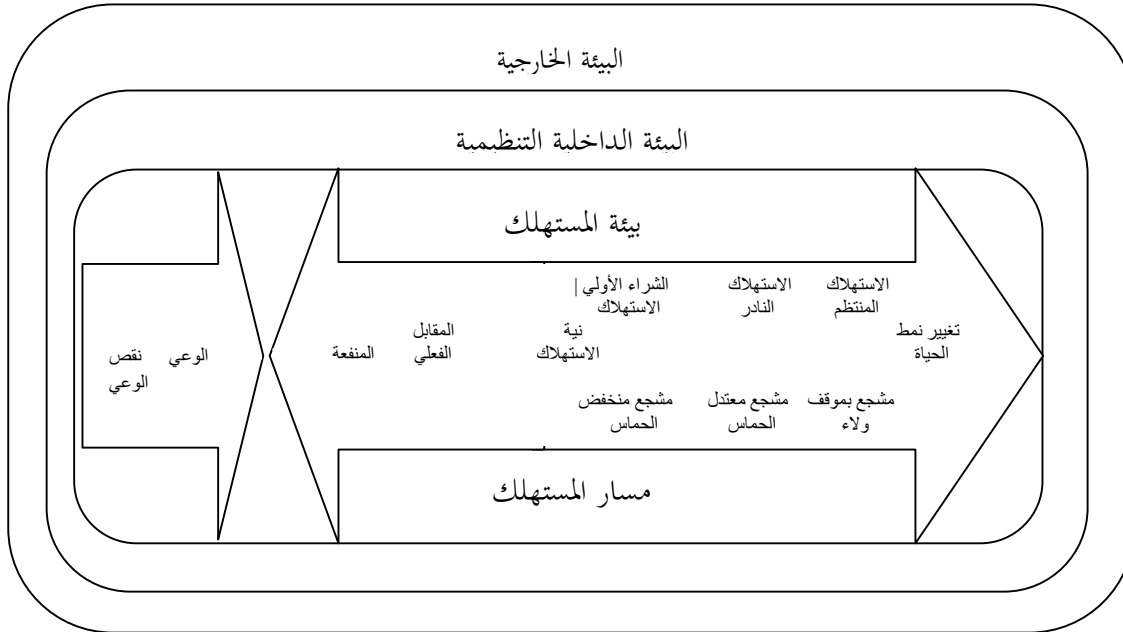 البيئة الخارجية
البيئة الداخلية التنظيمية
بيئة المستهلك
الاستهلاك
المنتظم
الاستهلاك
النادر
الشراء الأولي |
الاستهلاك
تغيير نمط
الحياة
نية
الاستهلاك
المقابل
الفعلي
المنفعة
الوعي
نقص
الوعي
مشجع بموقف
ولاء
مشجع معتدل
الحماس
مشجع منخفض
الحماس
مسار المستهلك